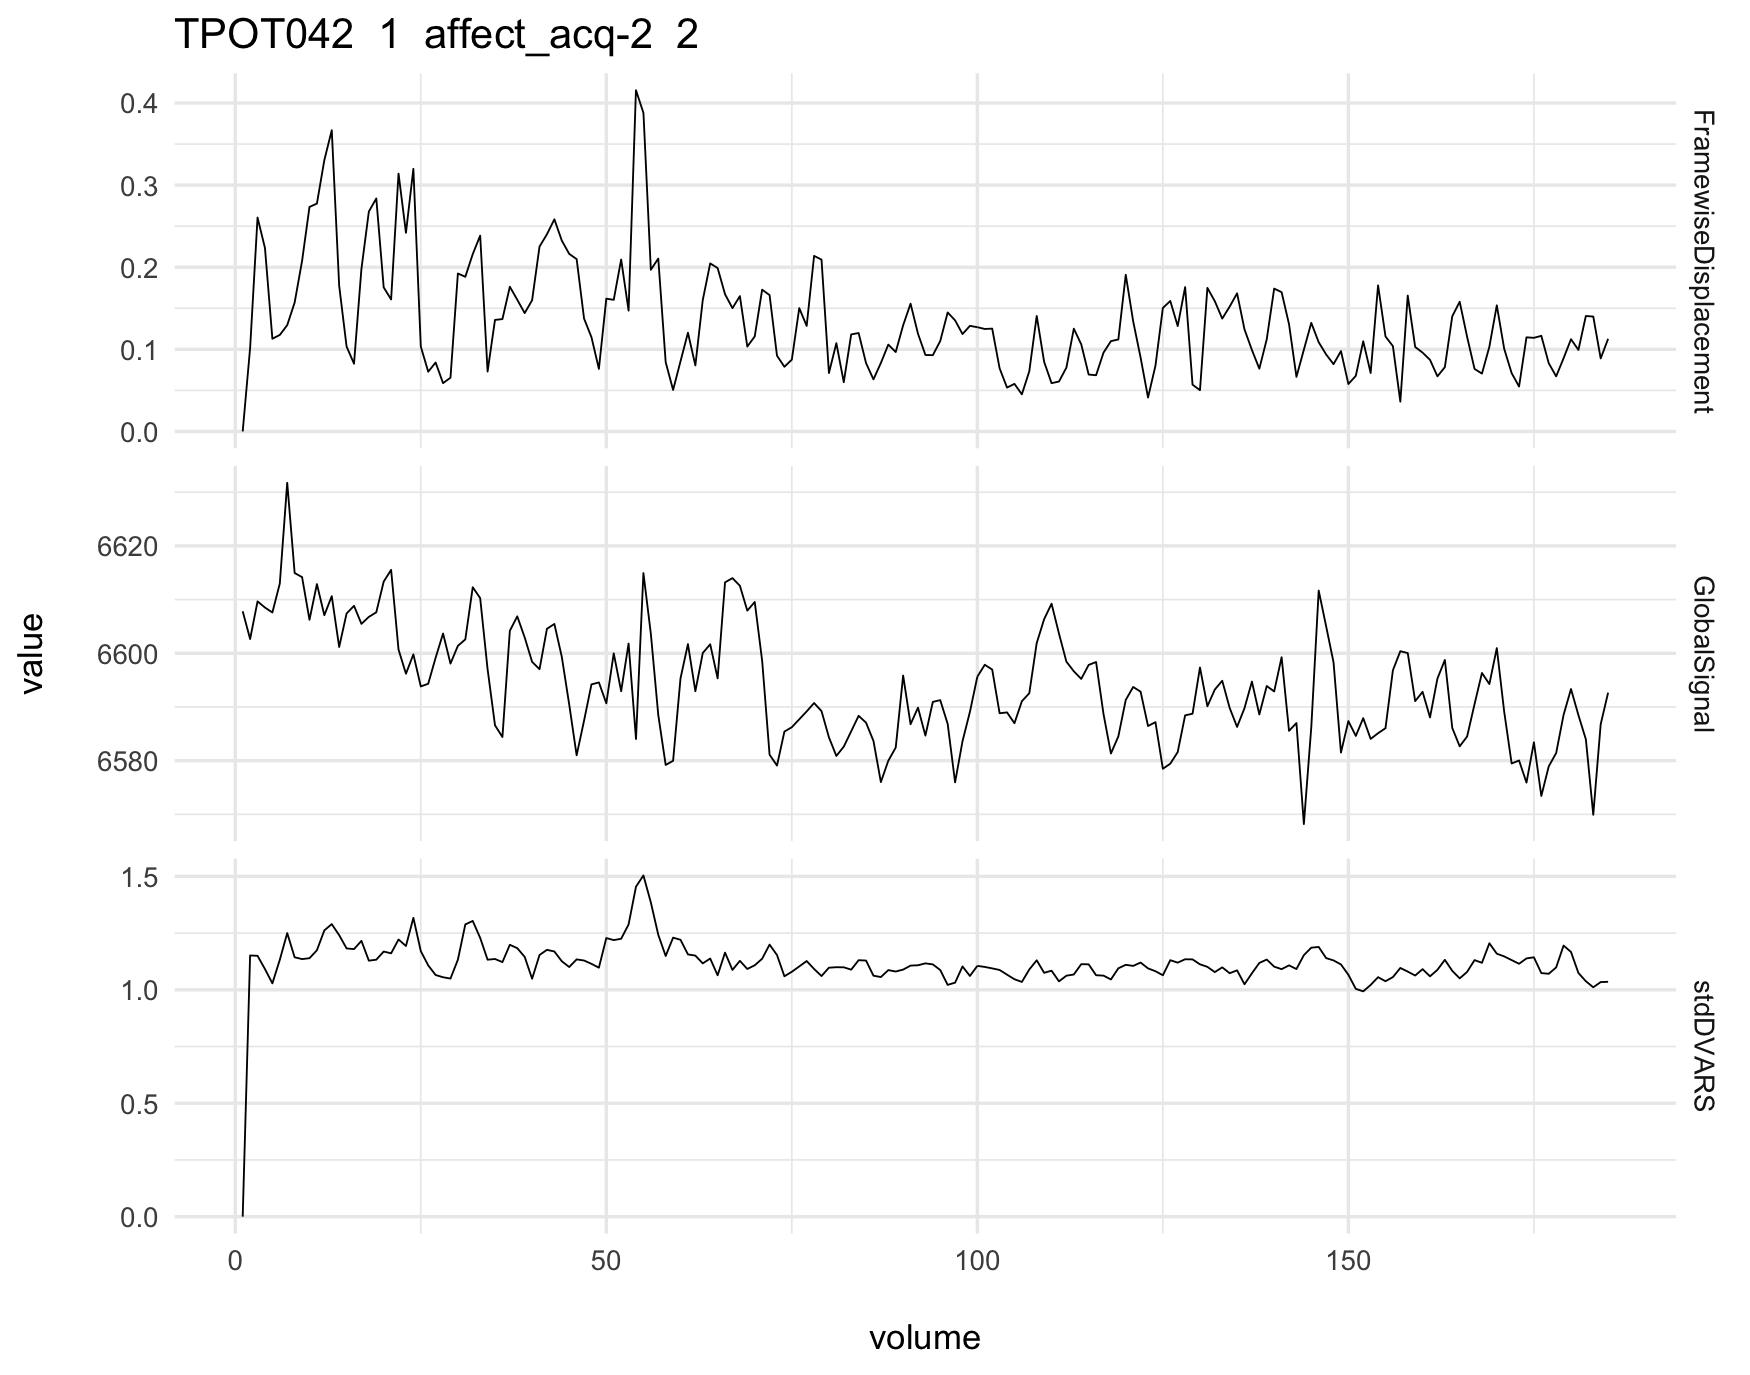 TPOT042 1 affect_acq-2 2
0.4
0.3
0.2
0.1
0.0
FramewiseDisplacement
6620
6600
6580
GlobalSignal
1.5
1.0
0.5
0.0
stdDVARS
value
0 50 100 150
volume